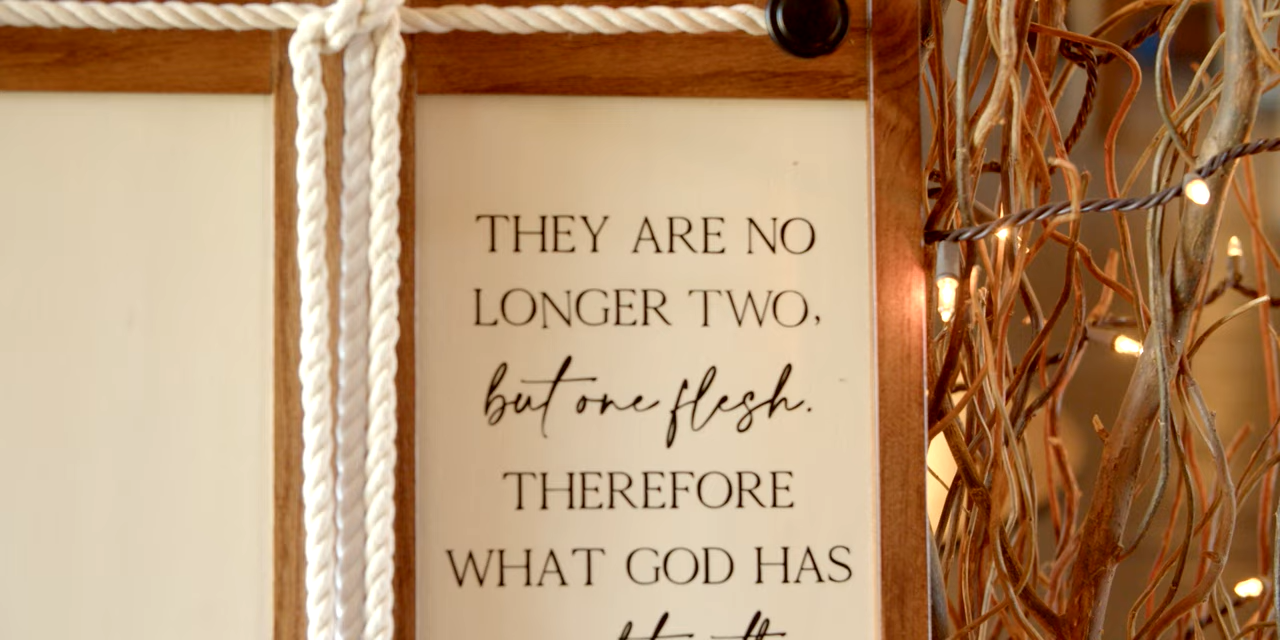 THEY ARE NO
LONGER TWO,
but one flesh.
THEREFORE
WHAT GOD HAS